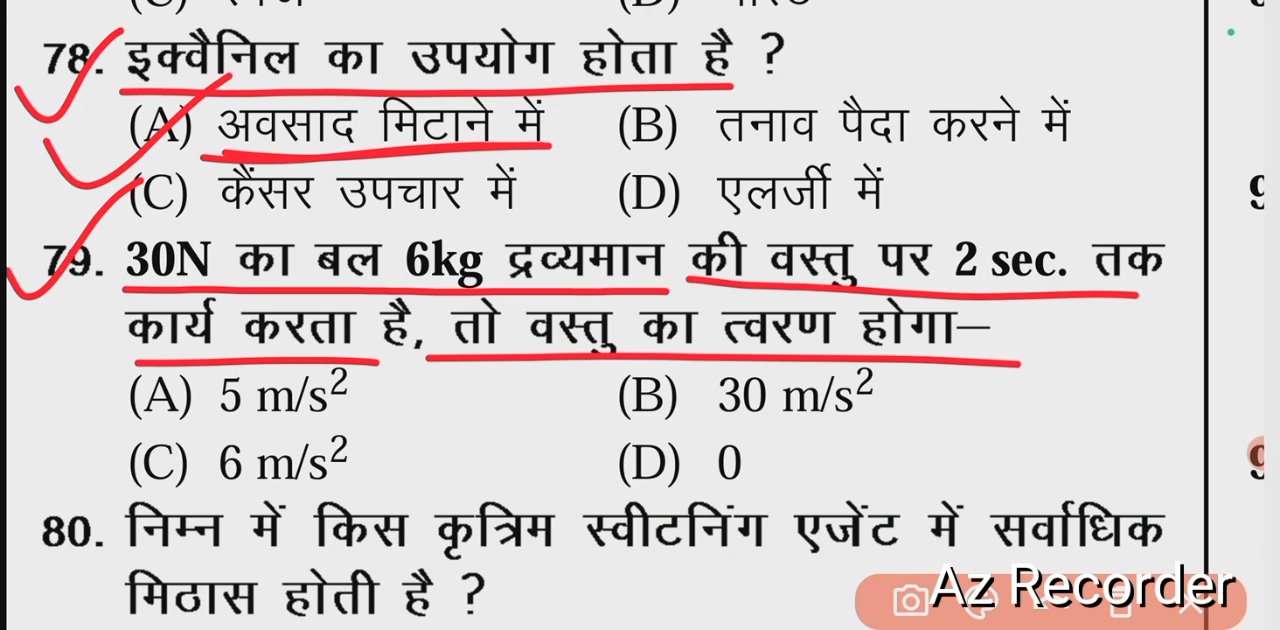 78. इक्वैनिल का उपयोग होता है ?
(A) अवसाद मिटाने में (B) तनाव पैदा करने में
(C) कैंसर उपचार में (D) एलर्जी में
79. 30N का बल 6kg द्रव्यमान की वस्तु पर 2 sec. तक
कार्य करता है, तो वस्तु का त्वरण होगा–
(A) 5 m/s² (B) 30 m/s²
(C) 6 m/s² (D) 0
80. निम्न में किस कृत्रिम स्वीटनिंग एजेंट में सर्वाधिक
मिठास होती है ?
Az Recorder